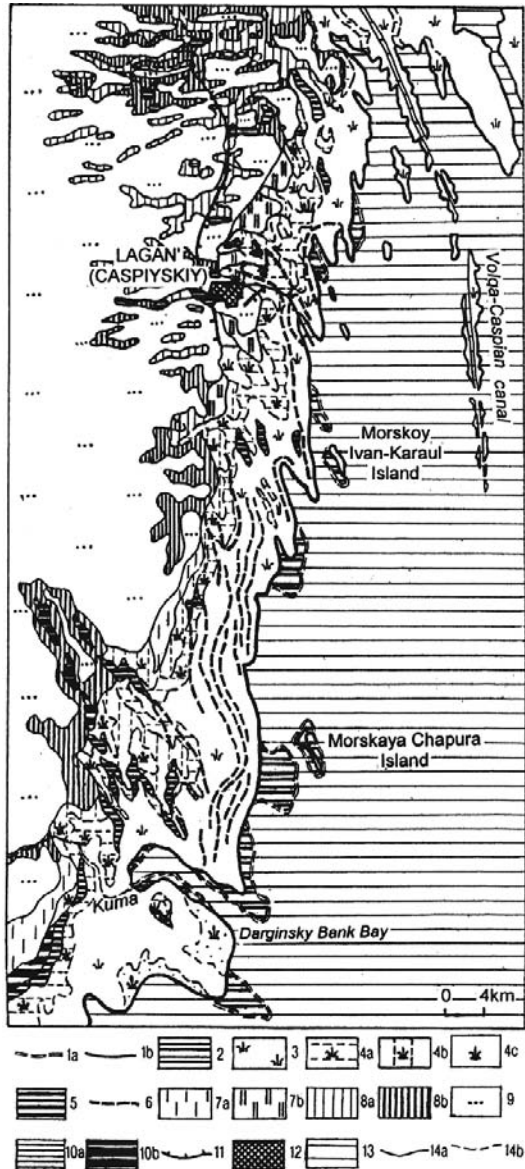 LAGAN'
(CASPIYSKIY)
Volga-Caspian canal
Morskoy
Ivan-Karaul
Island
Morskaya Chapura
Island
Kuma
Darginsky Bank Bay
0 4km
1a 1b 2 3 4a 4b 4c
5 6 7a 7b 8a 8b 9
10a 10b 11 12 13 14a 14b